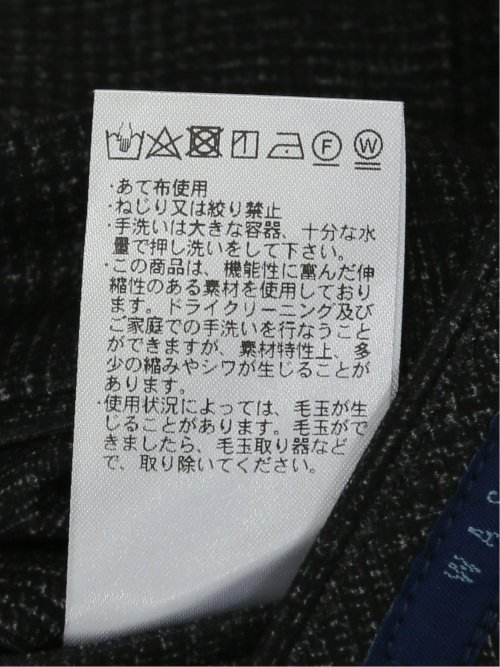 F W
・あて布使用
・ねじり又は絞り禁止
・手洗いは大きな容器、十分な水
量で押し洗いをして下さい。
・この商品は、機能性に富んだ伸
縮性のある素材を使用しており
ます。ドライクリーニング及び
ご家庭での手洗いを行なうこと
ができますが、素材特性上、多
少の縮みやシワが生じることが
あります。
・使用状況によっては、毛玉が生
じることがあります。毛玉がで
きましたら、毛玉取り器など
で、取り除いてください。
WAS